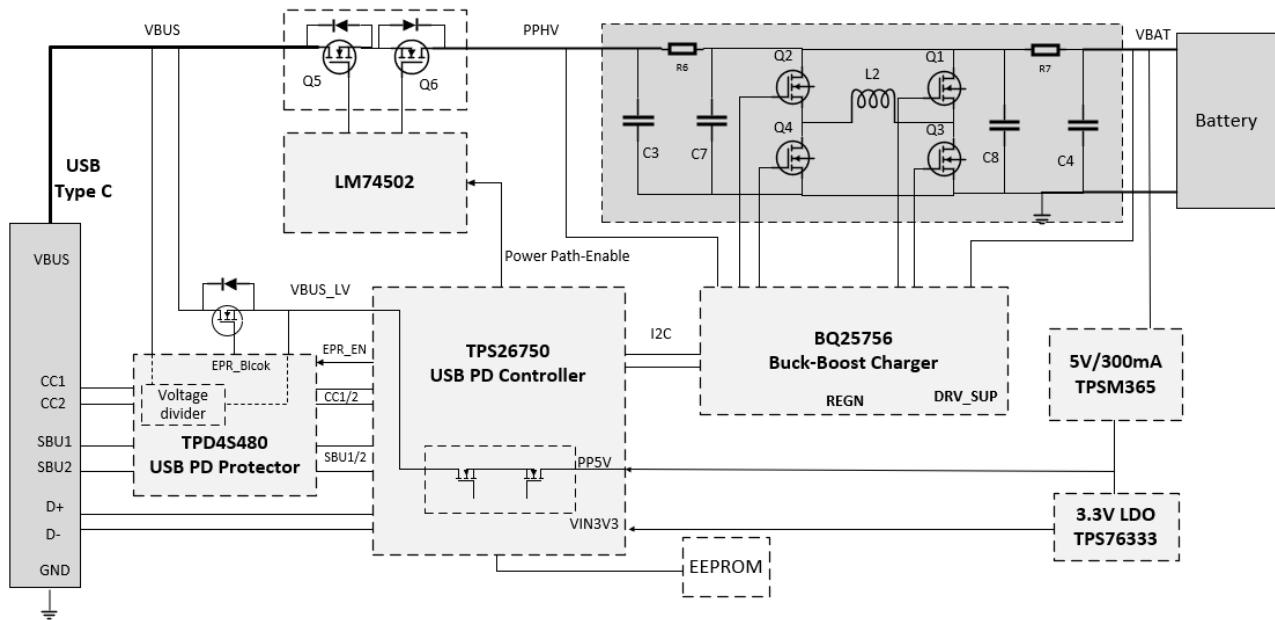 VBUS
PPHV
VBAT
Q5
Q6
R6
Q2
L2
Q1
R7
C3
C7
Q4
Q3
C8
C4
Battery
USB
Type C
LM74502
Power Path-Enable
VBUS
VBUS_LV
EPR_EN
EPR_Blcok
TPS26750
USB PD Controller
I2C
BQ25756
Buck-Boost Charger
REGN
DRV_SUP
5V/300mA
TPSM365
CC1
CC2
Voltage
divider
CC1/2
SBU1
SBU2
TPD4S480
USB PD Protector
SBU1/2
PP5V
D+
D-
VIN3V3
3.3V LDO
TPS76333
GND
EEPROM